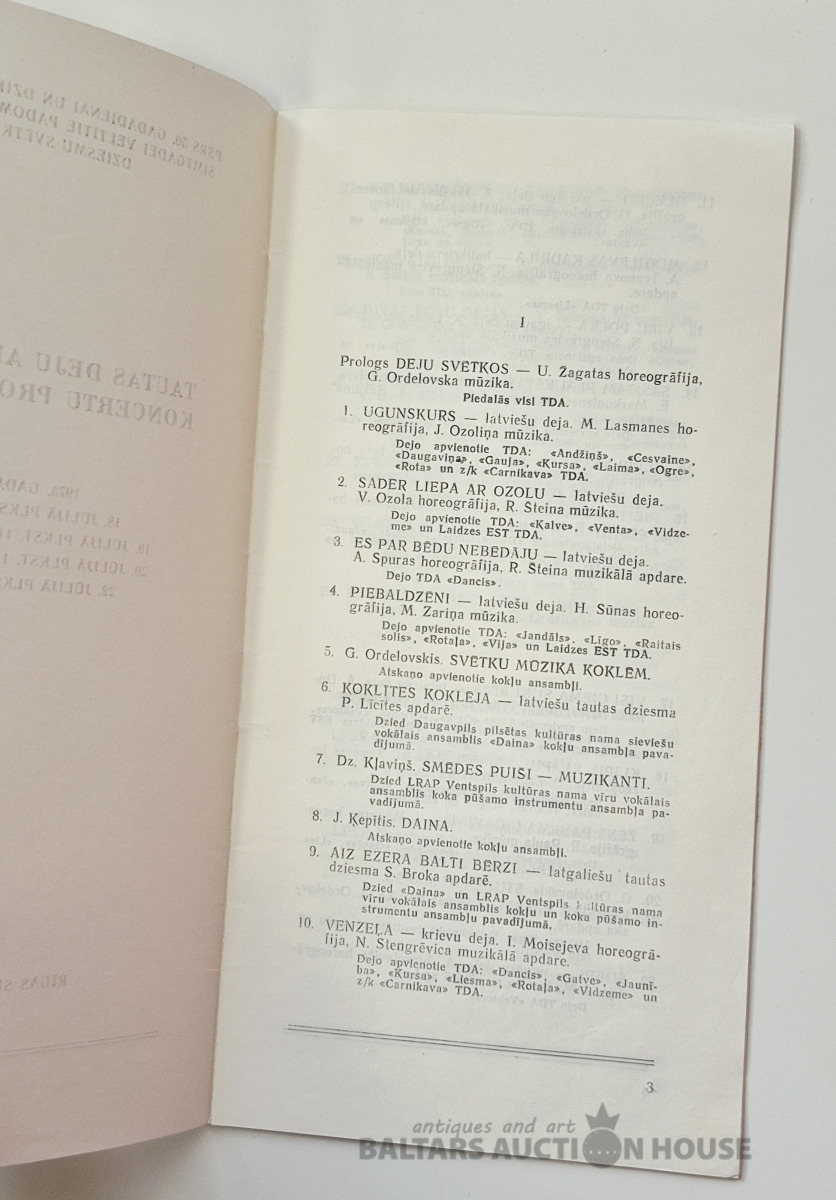 I
Prologs DEJU SVĒTKOS — U. Žagatas horeogrāfija,
G. Ordelovska mūzika.
Piedalās visi TDA.
1. UGUNSKURS — latviešu deja. M. Lasmanes ho-
reogrāfija, J. Ozoliņa mūzika.
Dejo apvienotie TDA: «Andžiņš», «Cesvaine»,
«Daugaviņa», «Gauja», «Kursa», «Laima», «Ogre»,
«Rota» un z/k «Carnikava» TDA.
2. SADER LIEPA AR OZOLU — latviešu deja.
V. Ozola horeogrāfija, R. Šteina mūzika.
Dejo apvienotie TDA: «Kalve», «Venta», «Vidze-
me» un Laidzes EST TDA.
3. ES PAR BĒDU NEBĒDĀJU — latviešu deja.
A. Spuras horeogrāfija, R. Šteina muzikālā apdare.
Dejo TDA «Dancis».
4. PIEBALDZĒNI — latviešu deja. H. Sūnas horeo-
grāfija, M. Zariņa mūzika.
Dejo apvienotie TDA: «Jandāls», «Līgo», «Raitais
solis», «Rotaļa», «Vija» un Laidzes EST TDA.
5. G. Ordelovskis. SVĒTKU MŪZIKA KOKLĒM.
Atskaņo apvienotie kokļu ansambļi.
6. KOKLĪTES KOKLĒJA — latviešu tautas dziesma
P. Līcītes apdarē.
Dzied Daugavpils pilsētas kultūras nama sieviešu
vokālais ansamblis «Daina» kokļu ansambļa pava-
dījumā.
7. Dz. Kļaviņš. SMĒDES PUIŠI — MUZIKANTI.
Dzied LRAP Ventspils kultūras nama vīru vokālais
ansamblis koka pūšamo instrumentu ansambļa pa-
vadījumā.
8. J. Ķepītis. DAINA.
Atskaņo apvienotie kokļu ansambļi.
9. AIZ EZERA BALTI BĒRZI — latgaliešu tautas
dziesma S. Broka apdarē.
Dzied «Daina» un LRAP Ventspils kultūras nama
vīru vokālais ansamblis kokļu un koka pūšamo in-
strumentu ansambļu pavadījumā.
10. VENZEĻA — krievu deja. I. Moisejeva horeogrā-
fija, N. Stengrēvica muzikālā apdare.
Dejo apvienotie TDA: «Dancis», «Gatve», «Jaunī-
ba», «Kursa», «Liesma», «Rotaļa», «Vidzeme» un
z/k «Carnikava» TDA.
3
antiques and art
BALTARS AUCTION HOUSE